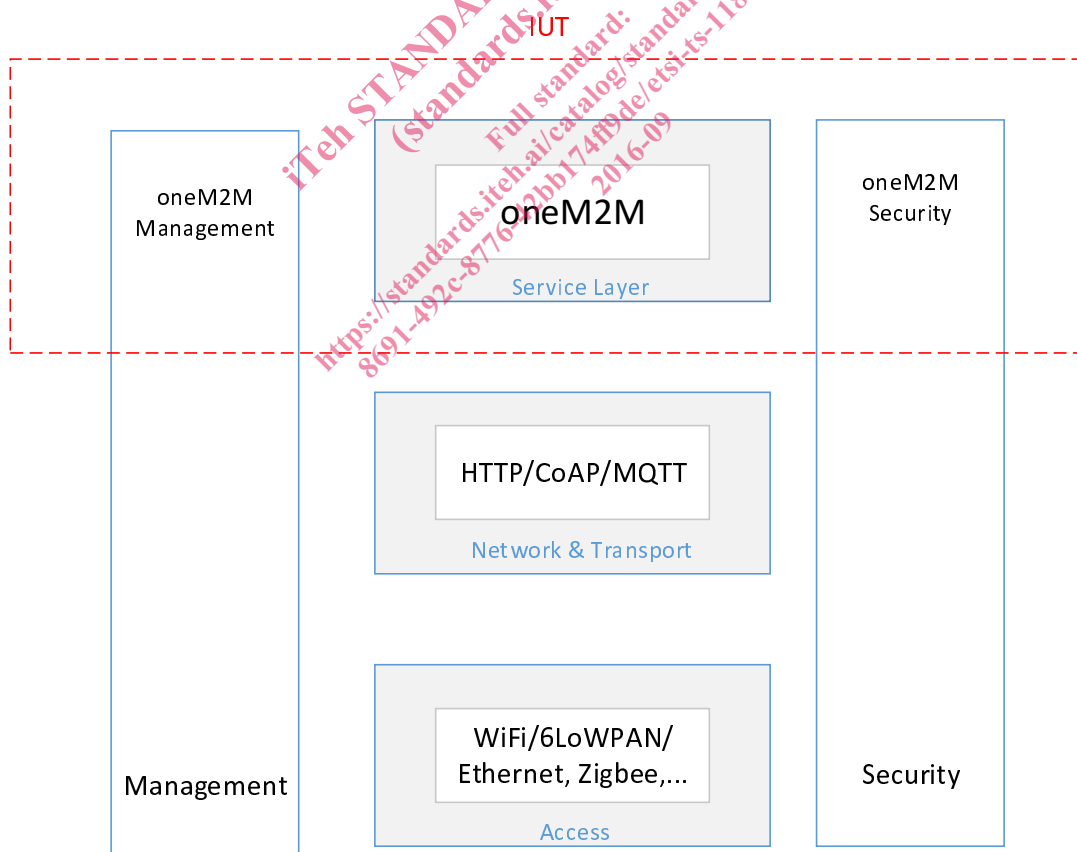 IUT
iTeh STANDA
(standards.it
Full standard:
https://standards.iteh.ai/catalog/standar
8691-492c-8776-42bb174ff9de/etsi-ts-118
2016-09
oneM2M
Management
oneM2M
Service Layer
oneM2M
Security
HTTP/CoAP/MQTT
Network & Transport
WiFi/6LoWPAN/
Ethernet, Zigbee,...
Access
Management
Security